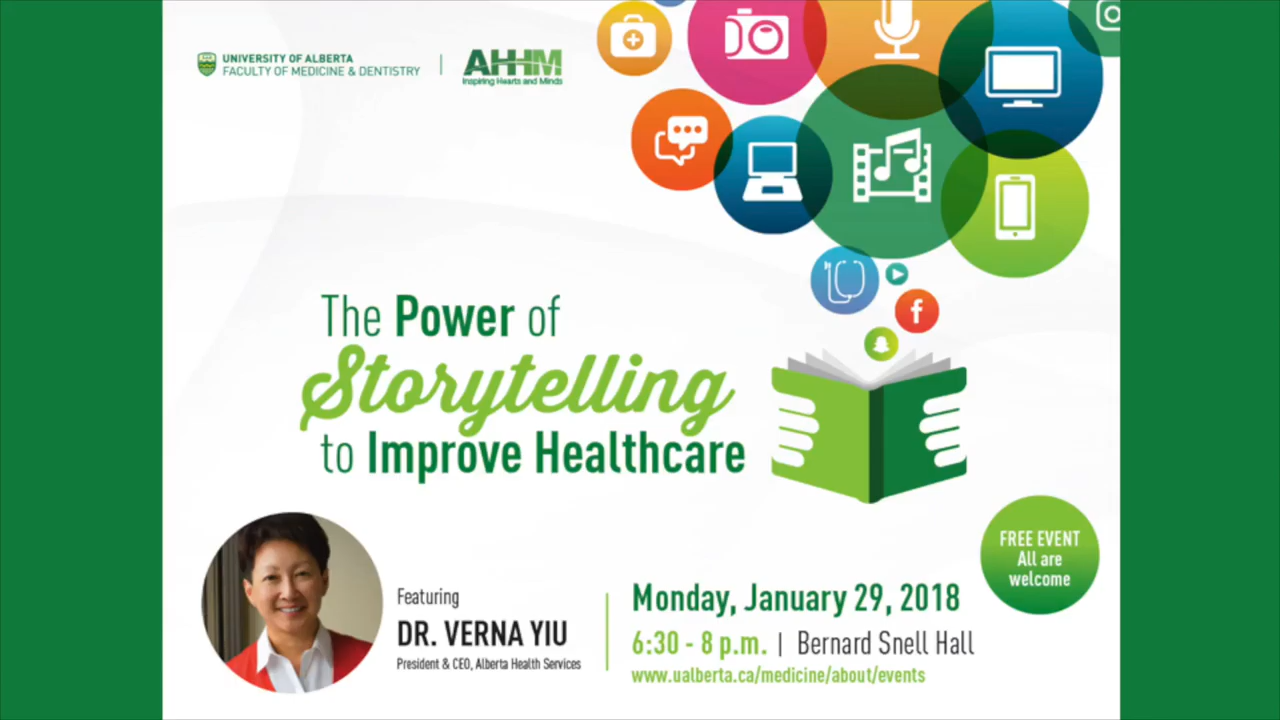 UNIVERSITY OF ALBERTA
FACULTY OF MEDICINE & DENTISTRY
AHHM
Inspiring Hearts and Minds
The Power of
Storytelling
to Improve Healthcare
FREE EVENT
All are
welcome
Featuring
DR. VERNA YIU
President & CEO, Alberta Health Services
Monday, January 29, 2018
6:30 - 8 p.m. | Bernard Snell Hall
www.ualberta.ca/medicine/about/events